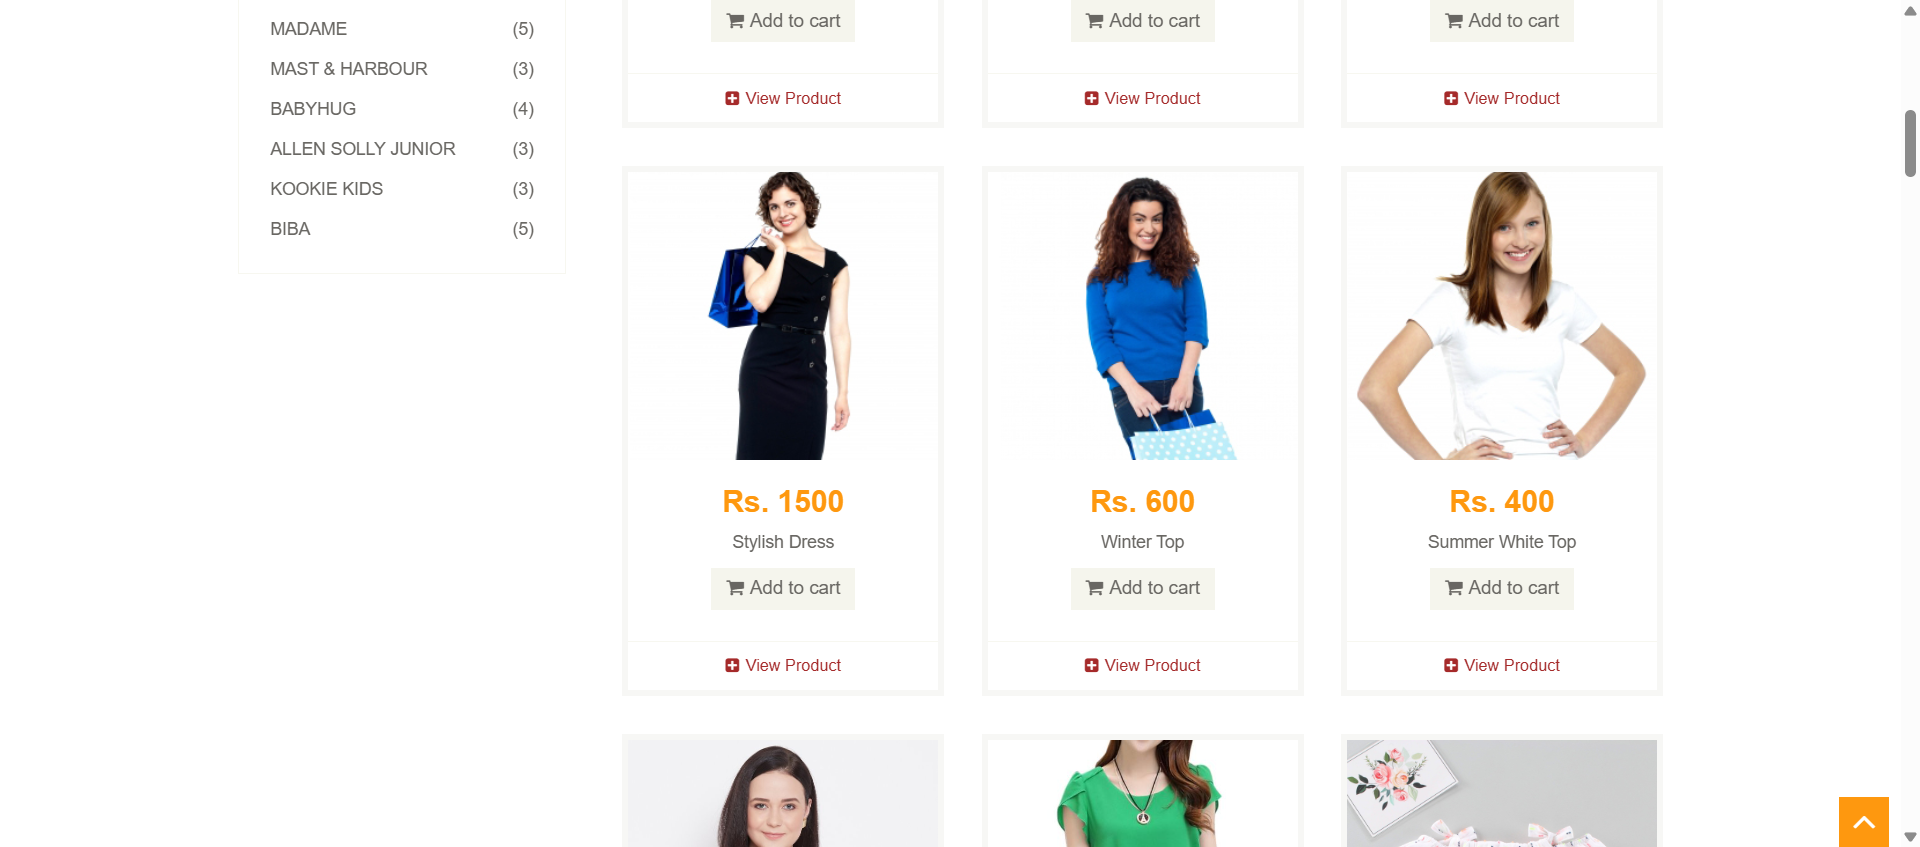 MADAME (5)
MAST & HARBOUR (3)
BABYHUG (4)
ALLEN SOLLY JUNIOR (3)
KOOKIE KIDS (3)
BIBA (5)
Add to cart Add to cart Add to cart
View Product View Product View Product
Rs. 1500 Rs. 600 Rs. 400
Stylish Dress Winter Top Summer White Top
Add to cart Add to cart Add to cart
View Product View Product View Product